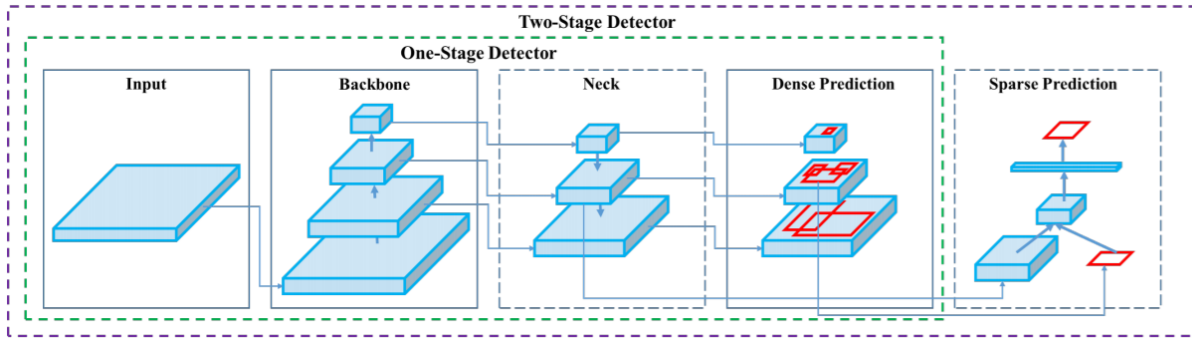 Two-Stage Detector
One-Stage Detector
Input
Backbone
Neck
Dense Prediction
Sparse Prediction